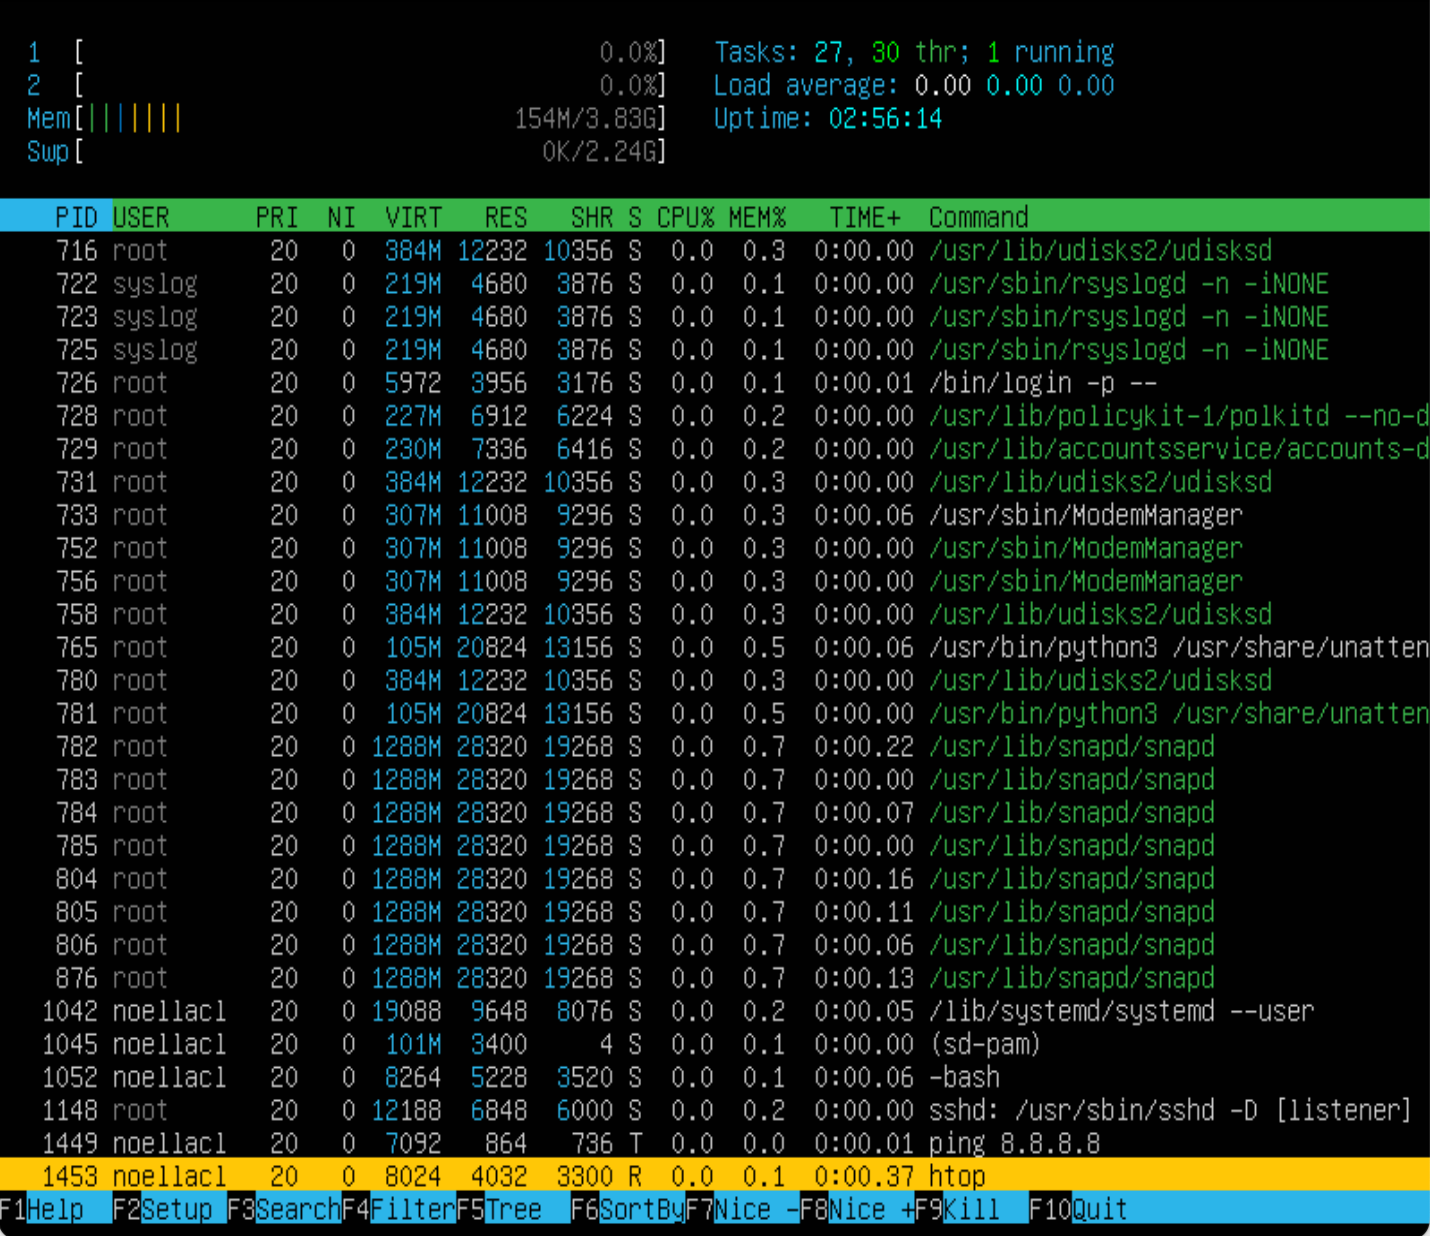 1 [ 0.0%] Tasks: 27, 30 thr; 1 running
2 [ 0.0%] Load average: 0.00 0.00 0.00
Mem[||||||| 154M/3.83G] Uptime: 02:56:14
Swp[ 0K/2.24G]
PID USER PRI NI VIRT RES SHR S CPU% MEM% TIME+ Command
716 root 20 0 384M 12232 10356 S 0.0 0.3 0:00.00 /usr/lib/udisks2/udisksd
722 syslog 20 0 219M 4680 3876 S 0.0 0.1 0:00.00 /usr/sbin/rsyslogd -n -iNONE
723 syslog 20 0 219M 4680 3876 S 0.0 0.1 0:00.00 /usr/sbin/rsyslogd -n -iNONE
725 syslog 20 0 219M 4680 3876 S 0.0 0.1 0:00.00 /usr/sbin/rsyslogd -n -iNONE
726 root 20 0 5972 3956 3176 S 0.0 0.1 0:00.01 /bin/login -p --
728 root 20 0 227M 6912 6224 S 0.0 0.2 0:00.00 /usr/lib/policykit-1/polkitd --no-d
729 root 20 0 230M 7336 6416 S 0.0 0.2 0:00.00 /usr/lib/accountsservice/accounts-d
731 root 20 0 384M 12232 10356 S 0.0 0.3 0:00.00 /usr/lib/udisks2/udisksd
733 root 20 0 307M 11008 9296 S 0.0 0.3 0:00.06 /usr/sbin/ModemManager
752 root 20 0 307M 11008 9296 S 0.0 0.3 0:00.00 /usr/sbin/ModemManager
756 root 20 0 307M 11008 9296 S 0.0 0.3 0:00.00 /usr/sbin/ModemManager
758 root 20 0 384M 12232 10356 S 0.0 0.3 0:00.00 /usr/lib/udisks2/udisksd
765 root 20 0 105M 20824 13156 S 0.0 0.5 0:00.06 /usr/bin/python3 /usr/share/unatten
780 root 20 0 384M 12232 10356 S 0.0 0.3 0:00.00 /usr/lib/udisks2/udisksd
781 root 20 0 105M 20824 13156 S 0.0 0.5 0:00.00 /usr/bin/python3 /usr/share/unatten
782 root 20 0 1288M 28320 19268 S 0.0 0.7 0:00.22 /usr/lib/snapd/snapd
783 root 20 0 1288M 28320 19268 S 0.0 0.7 0:00.00 /usr/lib/snapd/snapd
784 root 20 0 1288M 28320 19268 S 0.0 0.7 0:00.07 /usr/lib/snapd/snapd
785 root 20 0 1288M 28320 19268 S 0.0 0.7 0:00.00 /usr/lib/snapd/snapd
804 root 20 0 1288M 28320 19268 S 0.0 0.7 0:00.16 /usr/lib/snapd/snapd
805 root 20 0 1288M 28320 19268 S 0.0 0.7 0:00.11 /usr/lib/snapd/snapd
806 root 20 0 1288M 28320 19268 S 0.0 0.7 0:00.06 /usr/lib/snapd/snapd
876 root 20 0 1288M 28320 19268 S 0.0 0.7 0:00.13 /usr/lib/snapd/snapd
1042 noellacl 20 0 19088 9648 8076 S 0.0 0.2 0:00.05 /lib/systemd/systemd --user
1045 noellacl 20 0 101M 3400 4 S 0.0 0.1 0:00.00 (sd-pam)
1052 noellacl 20 0 8264 5228 3520 S 0.0 0.1 0:00.06 -bash
1148 root 20 0 12188 6848 6000 S 0.0 0.2 0:00.00 sshd: /usr/sbin/sshd -D [listener]
1449 noellacl 20 0 7092 864 736 T 0.0 0.0 0:00.01 ping 8.8.8.8
1453 noellacl 20 0 8024 4032 3300 R 0.0 0.1 0:00.37 htop
F1Help F2Setup F3SearchF4FilterF5Tree F6SortByF7Nice -F8Nice +F9Kill F10Quit